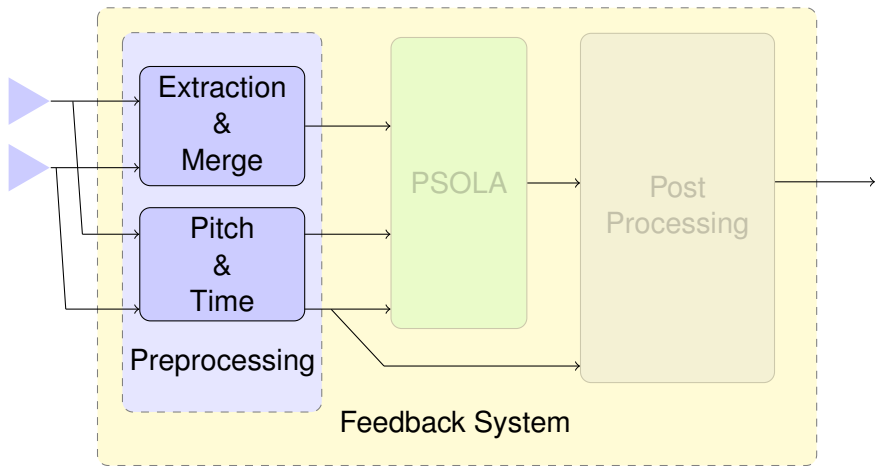 Extraction
&
Merge
Pitch
&
Time
Preprocessing
PSOLA
Post
Processing
Feedback System